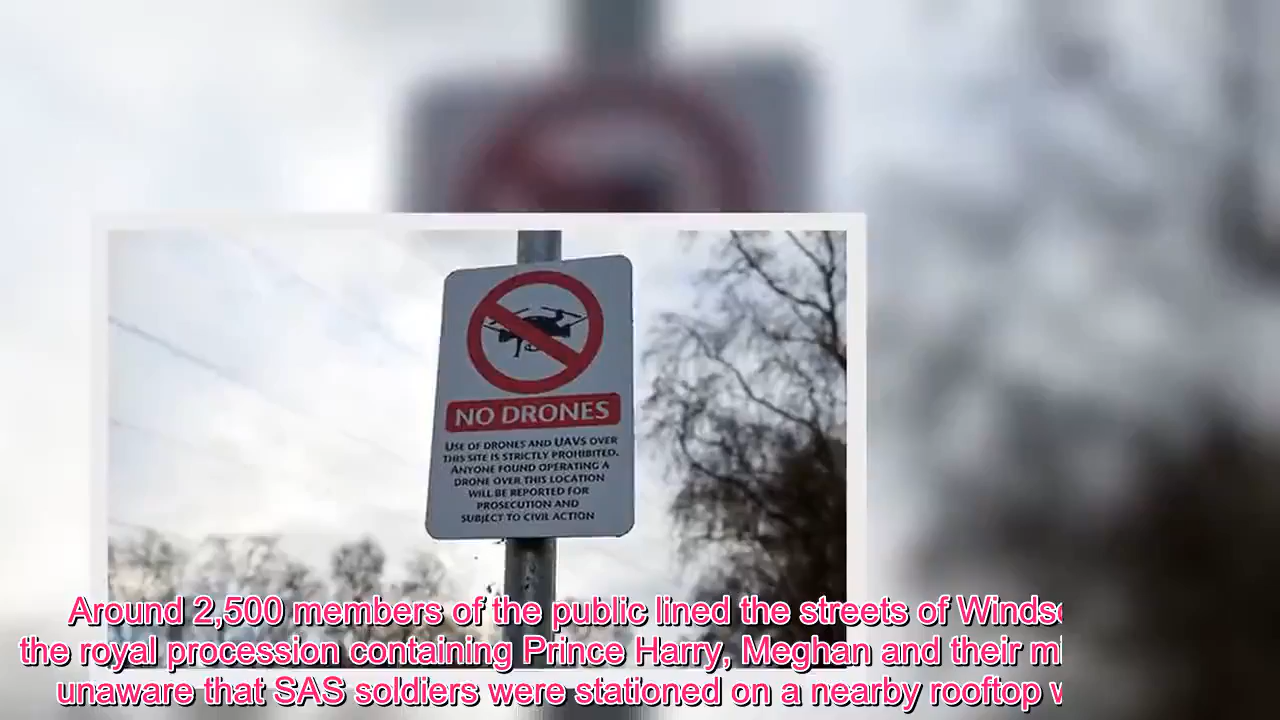 NO DRONES
USE OF DRONES AND UAVS OVER
THIS SITE IS STRICTLY PROHIBITED.
ANYONE FOUND OPERATING A
DRONE OVER THIS LOCATION
WILL BE REPORTED FOR
PROSECUTION AND
SUBJECT TO CIVIL ACTION
Around 2,500 members of the public lined the streets of
the royal procession containing Prince Harry, Meghan and their
unaware that SAS soldiers were stationed on a nearby rooftop